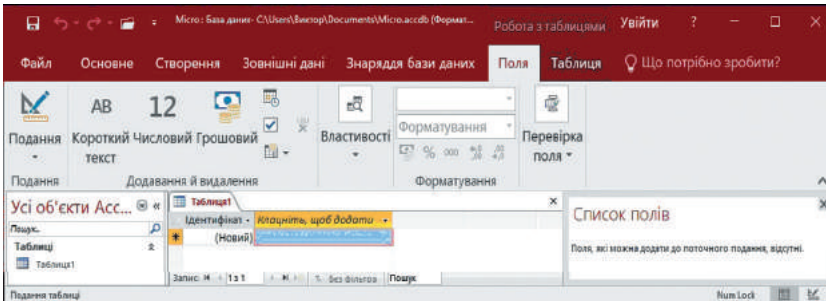 Місго : База даних- C:\Users\Виктор\Documents\Місго.accdb (Формат...
Робота з таблицями
Увійти
?
Файл Основне Створення Зовнішні дані Знаряддя бази даних Поля Таблиця Що потрібно зробити?
AB 12
Подання Короткий текст Числовий Грошовий Властивості Форматування Перевірка поля
% 000
Подання Додавання й видалення Форматування
Усі об'єкти Acc...
Пошук..
Таблиці
Таблиця1
Таблиця1
Ідентифікат Клацніть, щоб додати
(Новий)
Запис: 1 з 1 Без фільтра Пошук
Список полів
Поля, які можна додати до поточного подання, відсутні.
Подання таблиці Num Lock